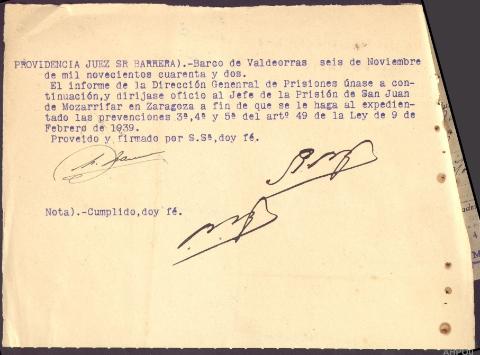 PROVIDENCIA JUEZ SR BARRERA).-Barco de Valdeorras seis de Noviembre
de mil novecientos cuarenta y dos.
El informe de la Dirección Genenral de Prisiones únase a con-
tinuación,y dirijase oficio al Jefe de la Prisión de San Juan
de Mozarrifar en Zaragoza a fin de que se le haga al expedien-
tado las prevenciones 3ª,4ª y 5ª del artº 49 de la Ley de 9 de
Febrero de 1939.
Proveido y firmado por S.Sª,doy fé.
Nota).-Cumplido,doy fé.